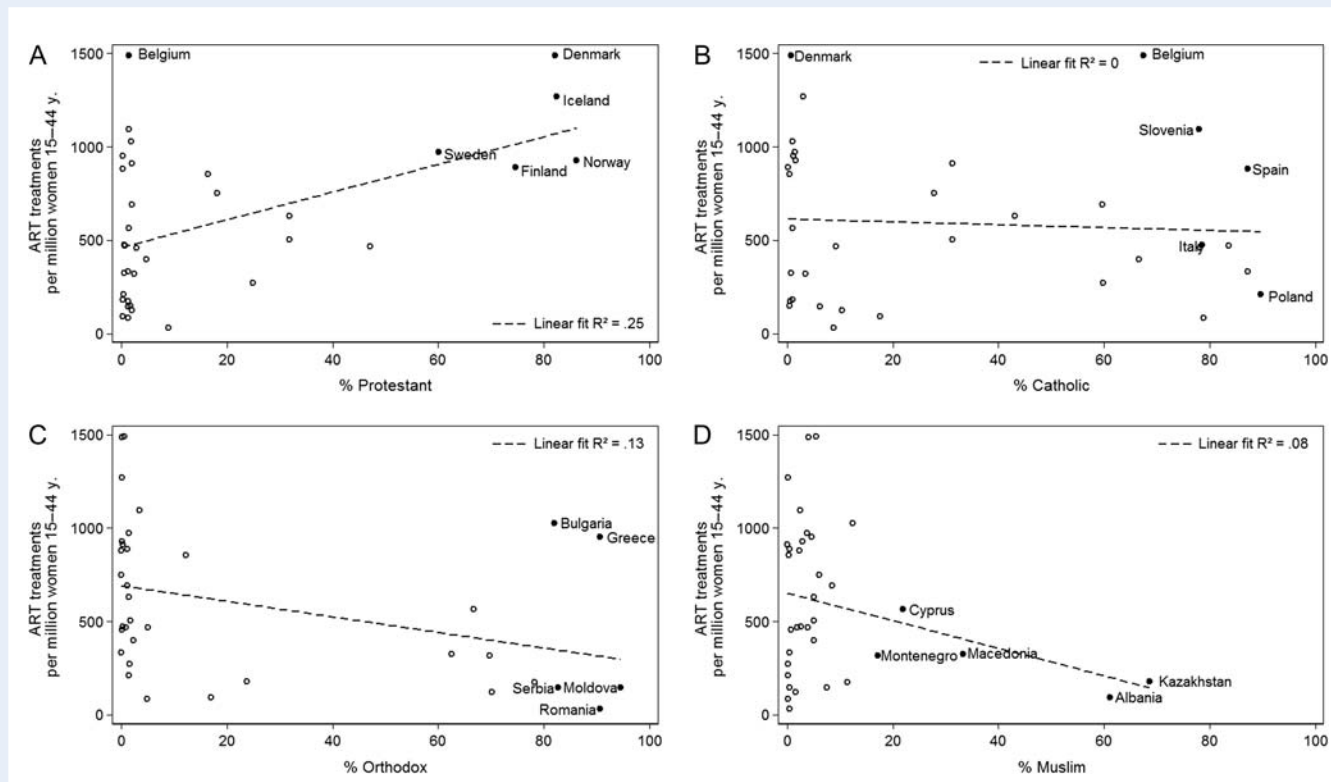 A
ART treatments
per million women 15–44 y.
1500
1000
500
0
Belgium
Denmark
Iceland
Sweden
Finland
Norway
Linear fit R² = .25
0 20 40 60 80 100
% Protestant
B
ART treatments
per million women 15–44 y.
1500
1000
500
0
Denmark
Linear fit R² = 0
Belgium
Slovenia
Spain
Italy
Poland
0 20 40 60 80 100
% Catholic
C
ART treatments
per million women 15–44 y.
1500
1000
500
0
Linear fit R² = .13
Bulgaria
Greece
Serbia
Moldova
Romania
0 20 40 60 80 100
% Orthodox
D
ART treatments
per million women 15–44 y.
1500
1000
500
0
Linear fit R² = .08
Cyprus
Montenegro
Macedonia
Kazakhstan
Albania
0 20 40 60 80 100
% Muslim